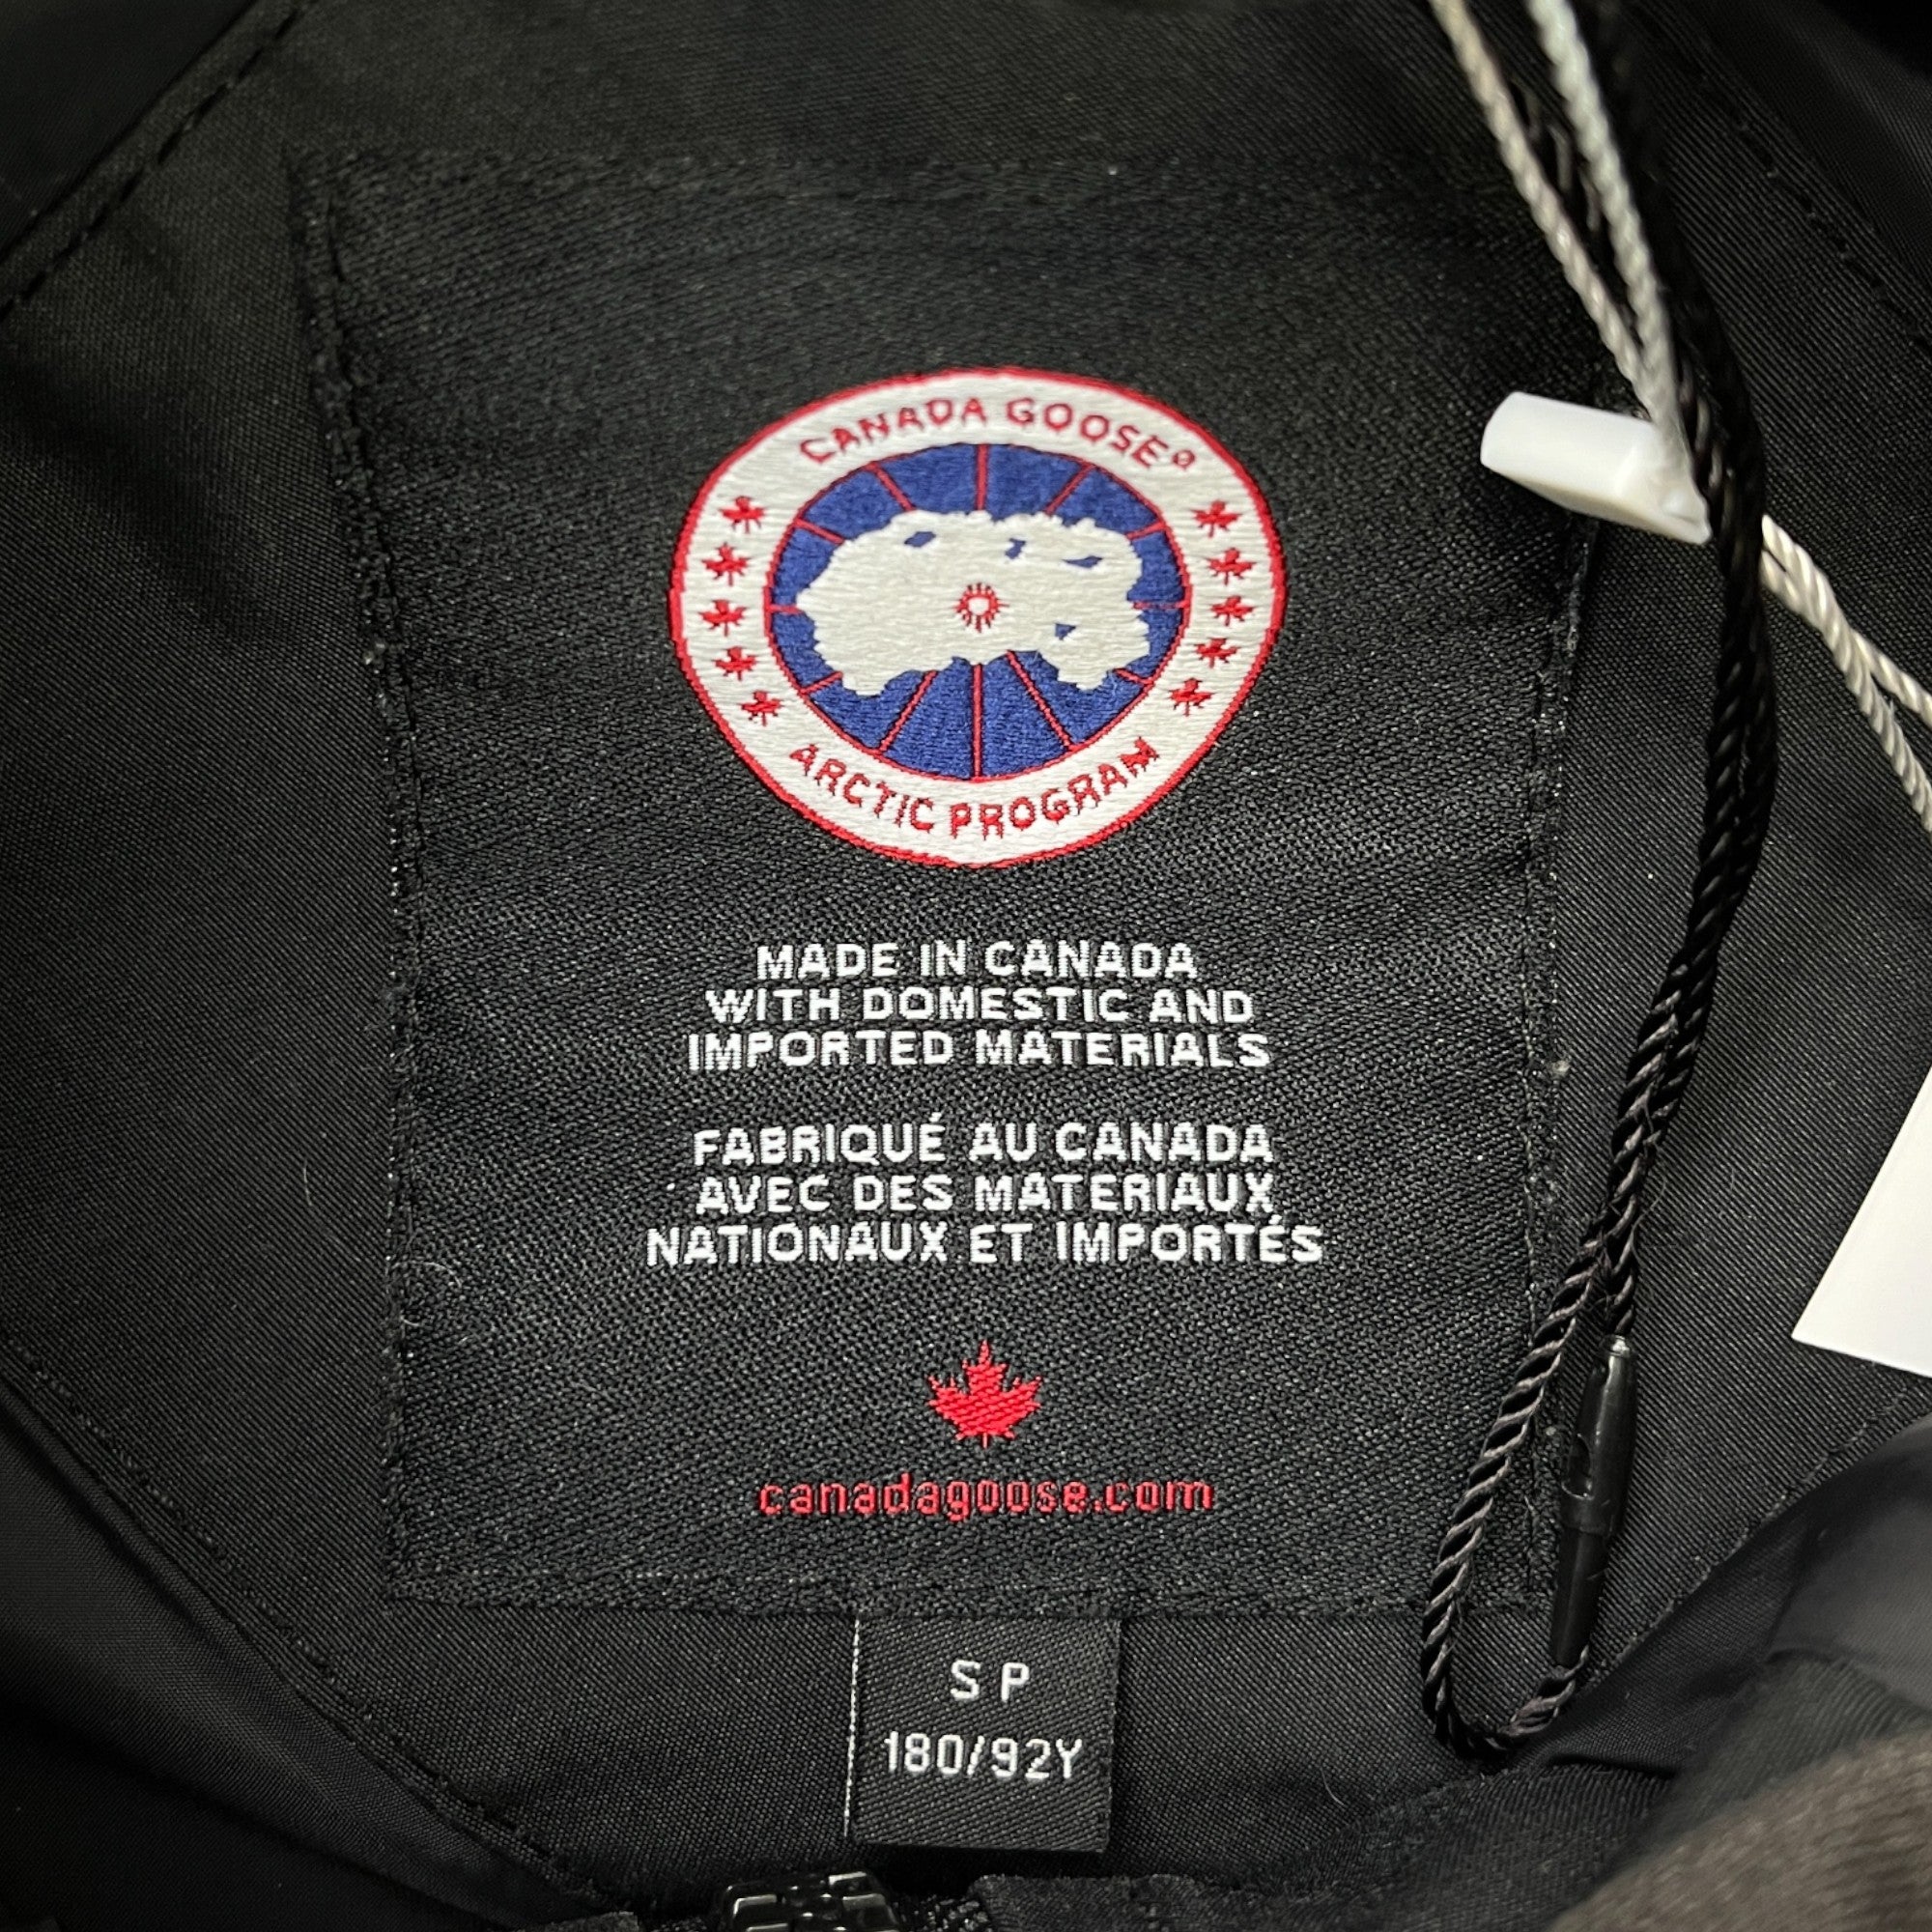 CANADA GOOSE®
ARCTIC PROGRAM
MADE IN CANADA
WITH DOMESTIC AND
IMPORTED MATERIALS
FABRIQUÉ AU CANADA
AVEC DES MATERIAUX
NATIONAUX ET IMPORTÉS
canadagoose.com
S P
180/92Y